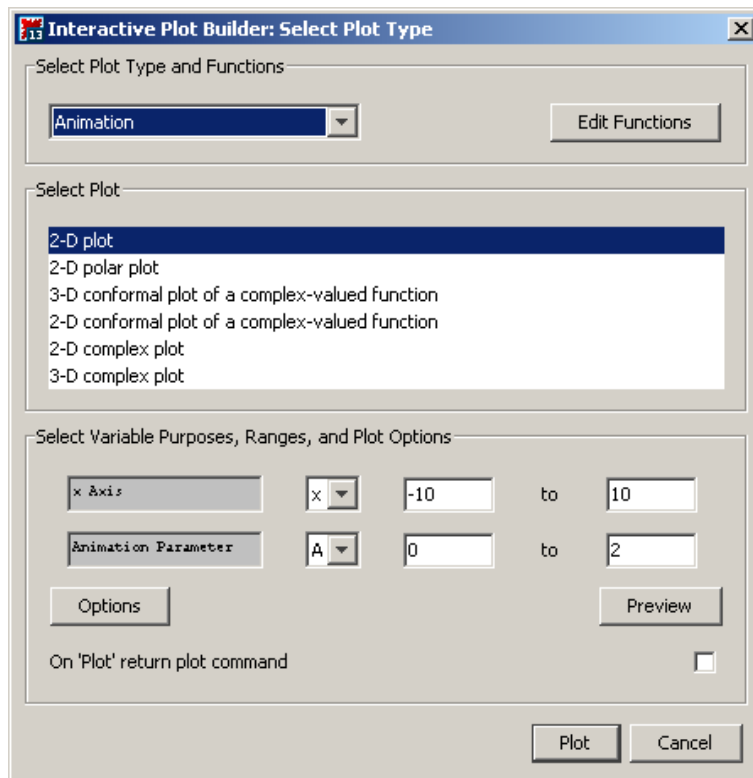 13 Interactive Plot Builder: Select Plot Type
Select Plot Type and Functions
Animation Edit Functions
Select Plot
2-D plot
2-D polar plot
3-D conformal plot of a complex-valued function
2-D conformal plot of a complex-valued function
2-D complex plot
3-D complex plot
Select Variable Purposes, Ranges, and Plot Options
x Axis x -10 to 10
Animation Parameter A 0 to 2
Options Preview
On 'Plot' return plot command
Plot Cancel